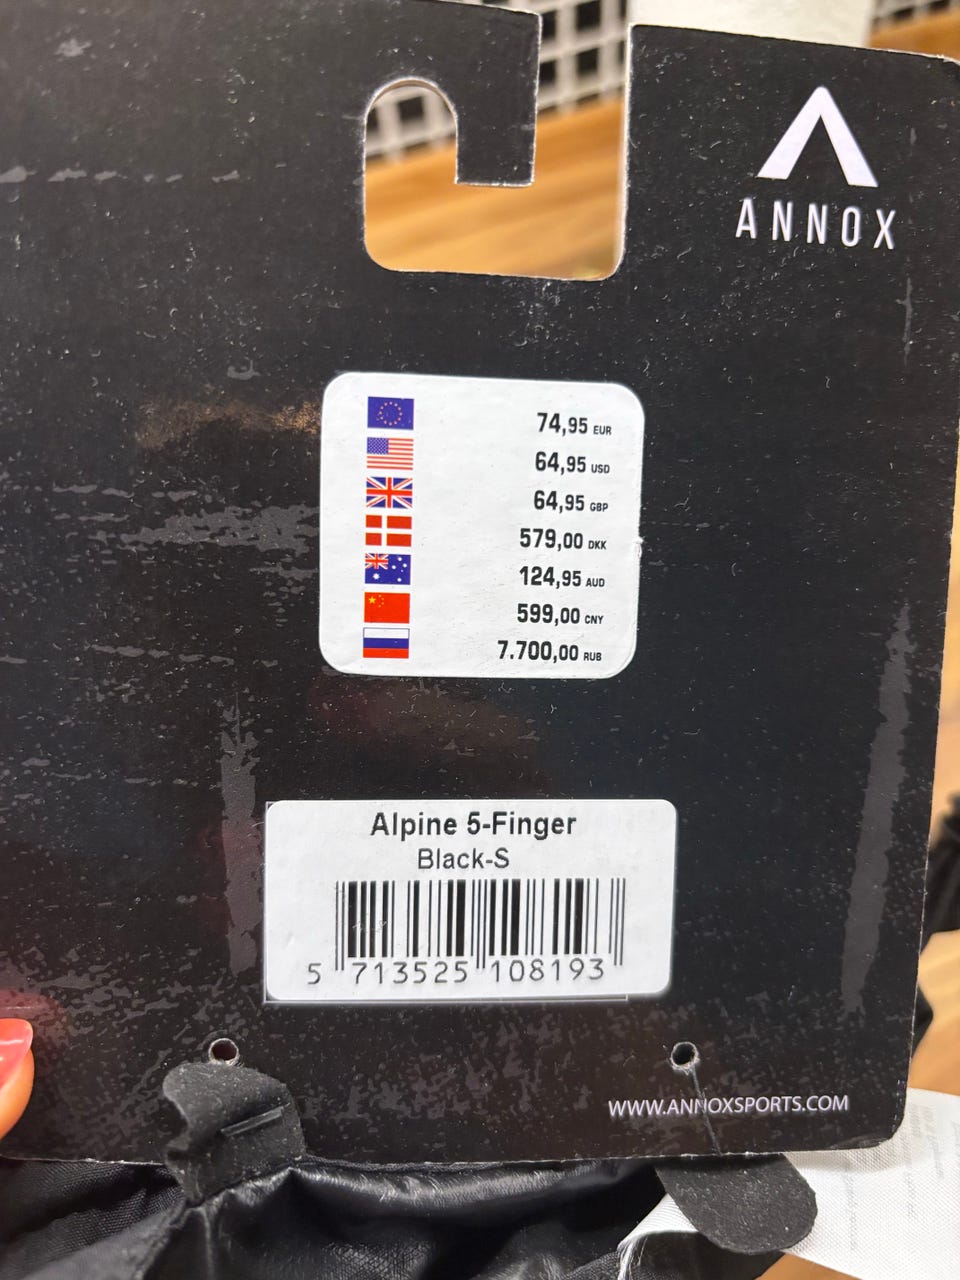 ANNOX
74,95 EUR
64,95 USD
64,95 GBP
579,00 DKK
124,95 AUD
599,00 CNY
7.700,00 RUB
Alpine 5-Finger
Black-S
5 713525 108193
WWW.ANNOXSPORTS.COM